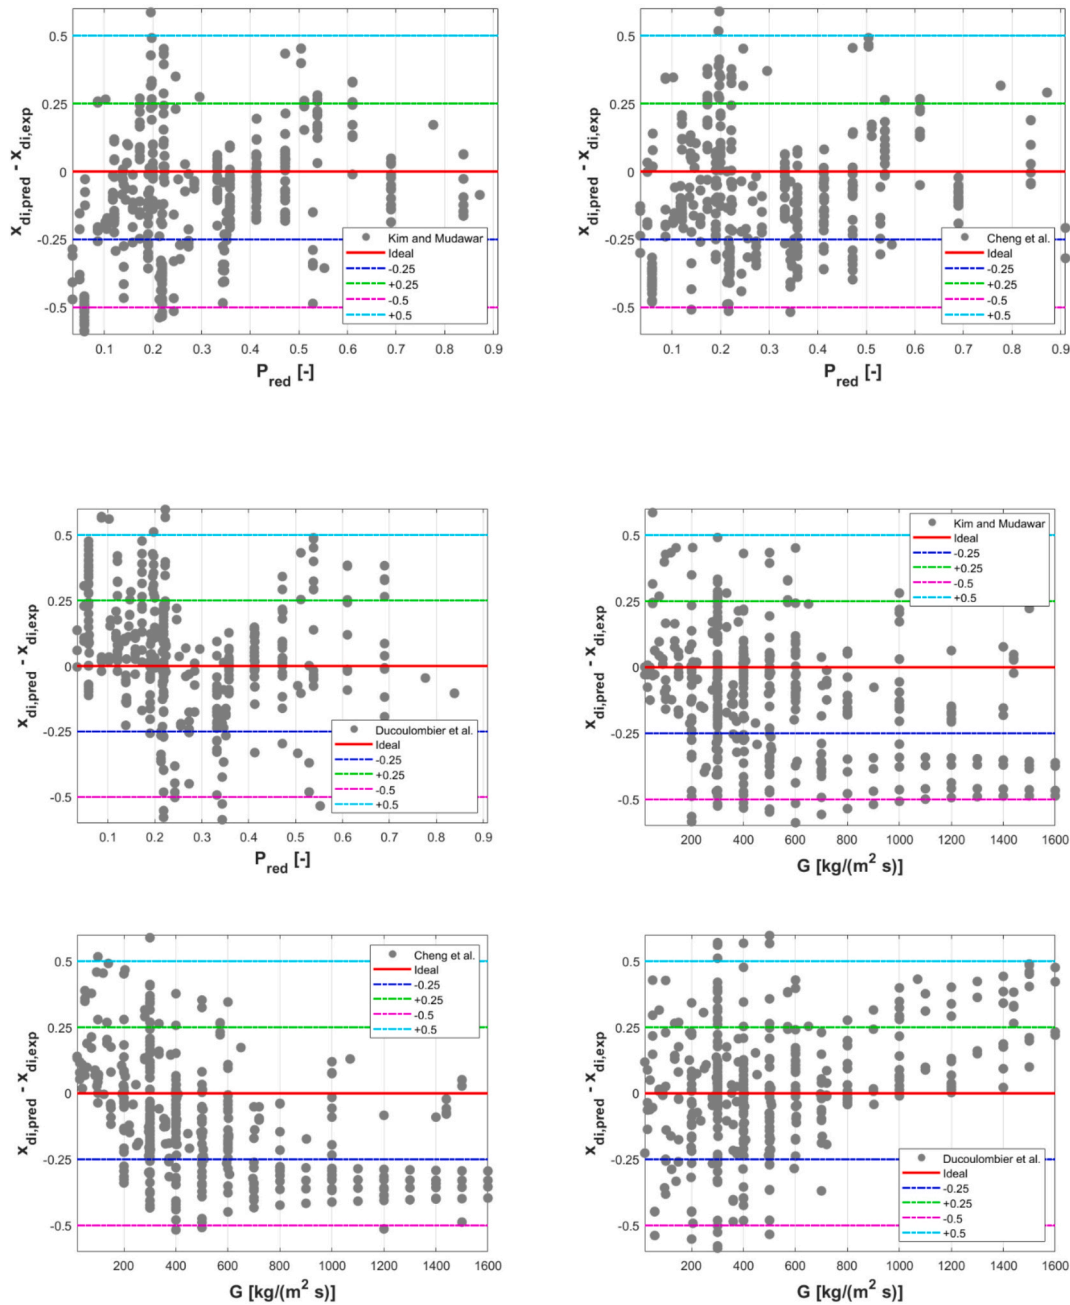 0.5
0.25
0
-0.25
-0.5
x_di,pred - x_di,exp
Kim and Mudawar
Ideal
-0.25
+0.25
-0.5
+0.5
0.1 0.2 0.3 0.4 0.5 0.6 0.7 0.8 0.9
P_red [-]
0.5
0.25
0
-0.25
-0.5
x_di,pred - x_di,exp
Cheng et al.
Ideal
-0.25
+0.25
-0.5
+0.5
0.1 0.2 0.3 0.4 0.5 0.6 0.7 0.8 0.9
P_red [-]
0.5
0.25
0
-0.25
-0.5
x_di,pred - x_di,exp
Ducoulombier et al.
Ideal
-0.25
+0.25
-0.5
+0.5
0.1 0.2 0.3 0.4 0.5 0.6 0.7 0.8 0.9
P_red [-]
0.5
0.25
0
-0.25
-0.5
x_di,pred - x_di,exp
Kim and Mudawar
Ideal
-0.25
+0.25
-0.5
+0.5
200 400 600 800 1000 1200 1400 1600
G [kg/(m² s)]
0.5
0.25
0
-0.25
-0.5
x_di,pred - x_di,exp
Cheng et al.
Ideal
-0.25
+0.25
-0.5
+0.5
200 400 600 800 1000 1200 1400 1600
G [kg/(m² s)]
0.5
0.25
0
-0.25
-0.5
x_di,pred - x_di,exp
Ducoulombier et al.
Ideal
-0.25
+0.25
-0.5
+0.5
200 400 600 800 1000 1200 1400 1600
G [kg/(m² s)]